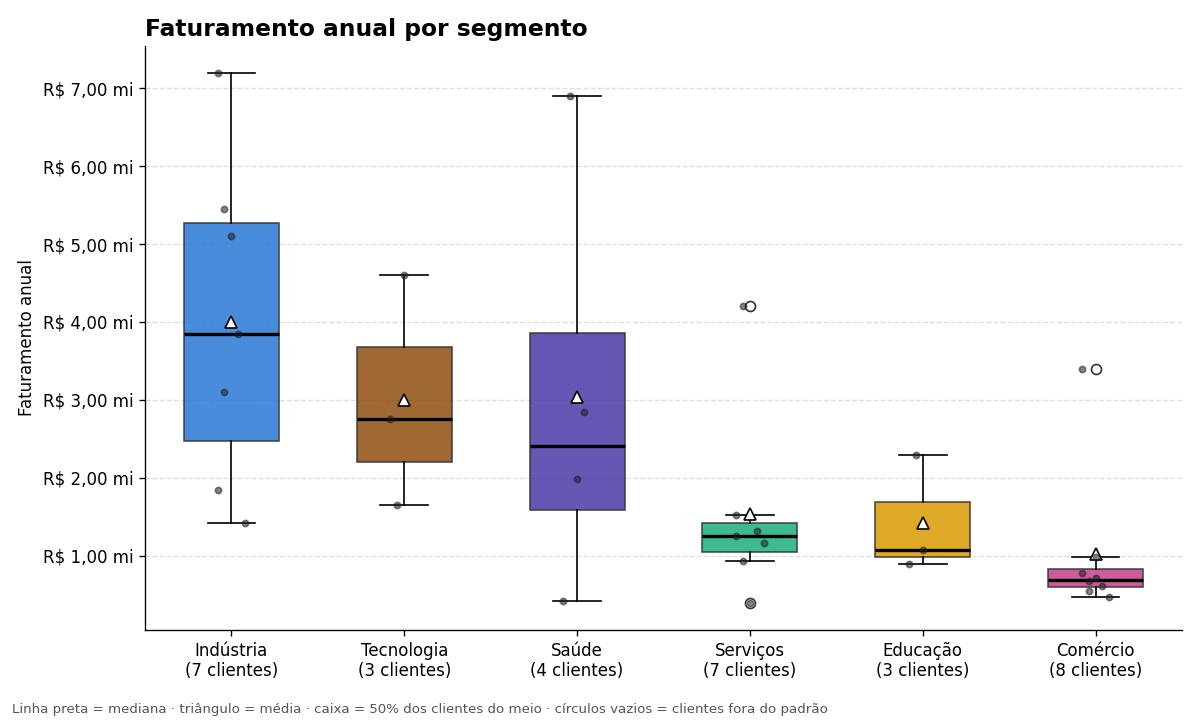 Faturamento anual por segmento
R$ 7,00 mi
R$ 6,00 mi
R$ 5,00 mi
R$ 4,00 mi
R$ 3,00 mi
R$ 2,00 mi
R$ 1,00 mi
Faturamento anual
Indústria
(7 clientes)
Tecnologia
(3 clientes)
Saúde
(4 clientes)
Serviços
(7 clientes)
Educação
(3 clientes)
Comércio
(8 clientes)
Linha preta = mediana · triângulo = média · caixa = 50% dos clientes do meio · círculos vazios = clientes fora do padrão